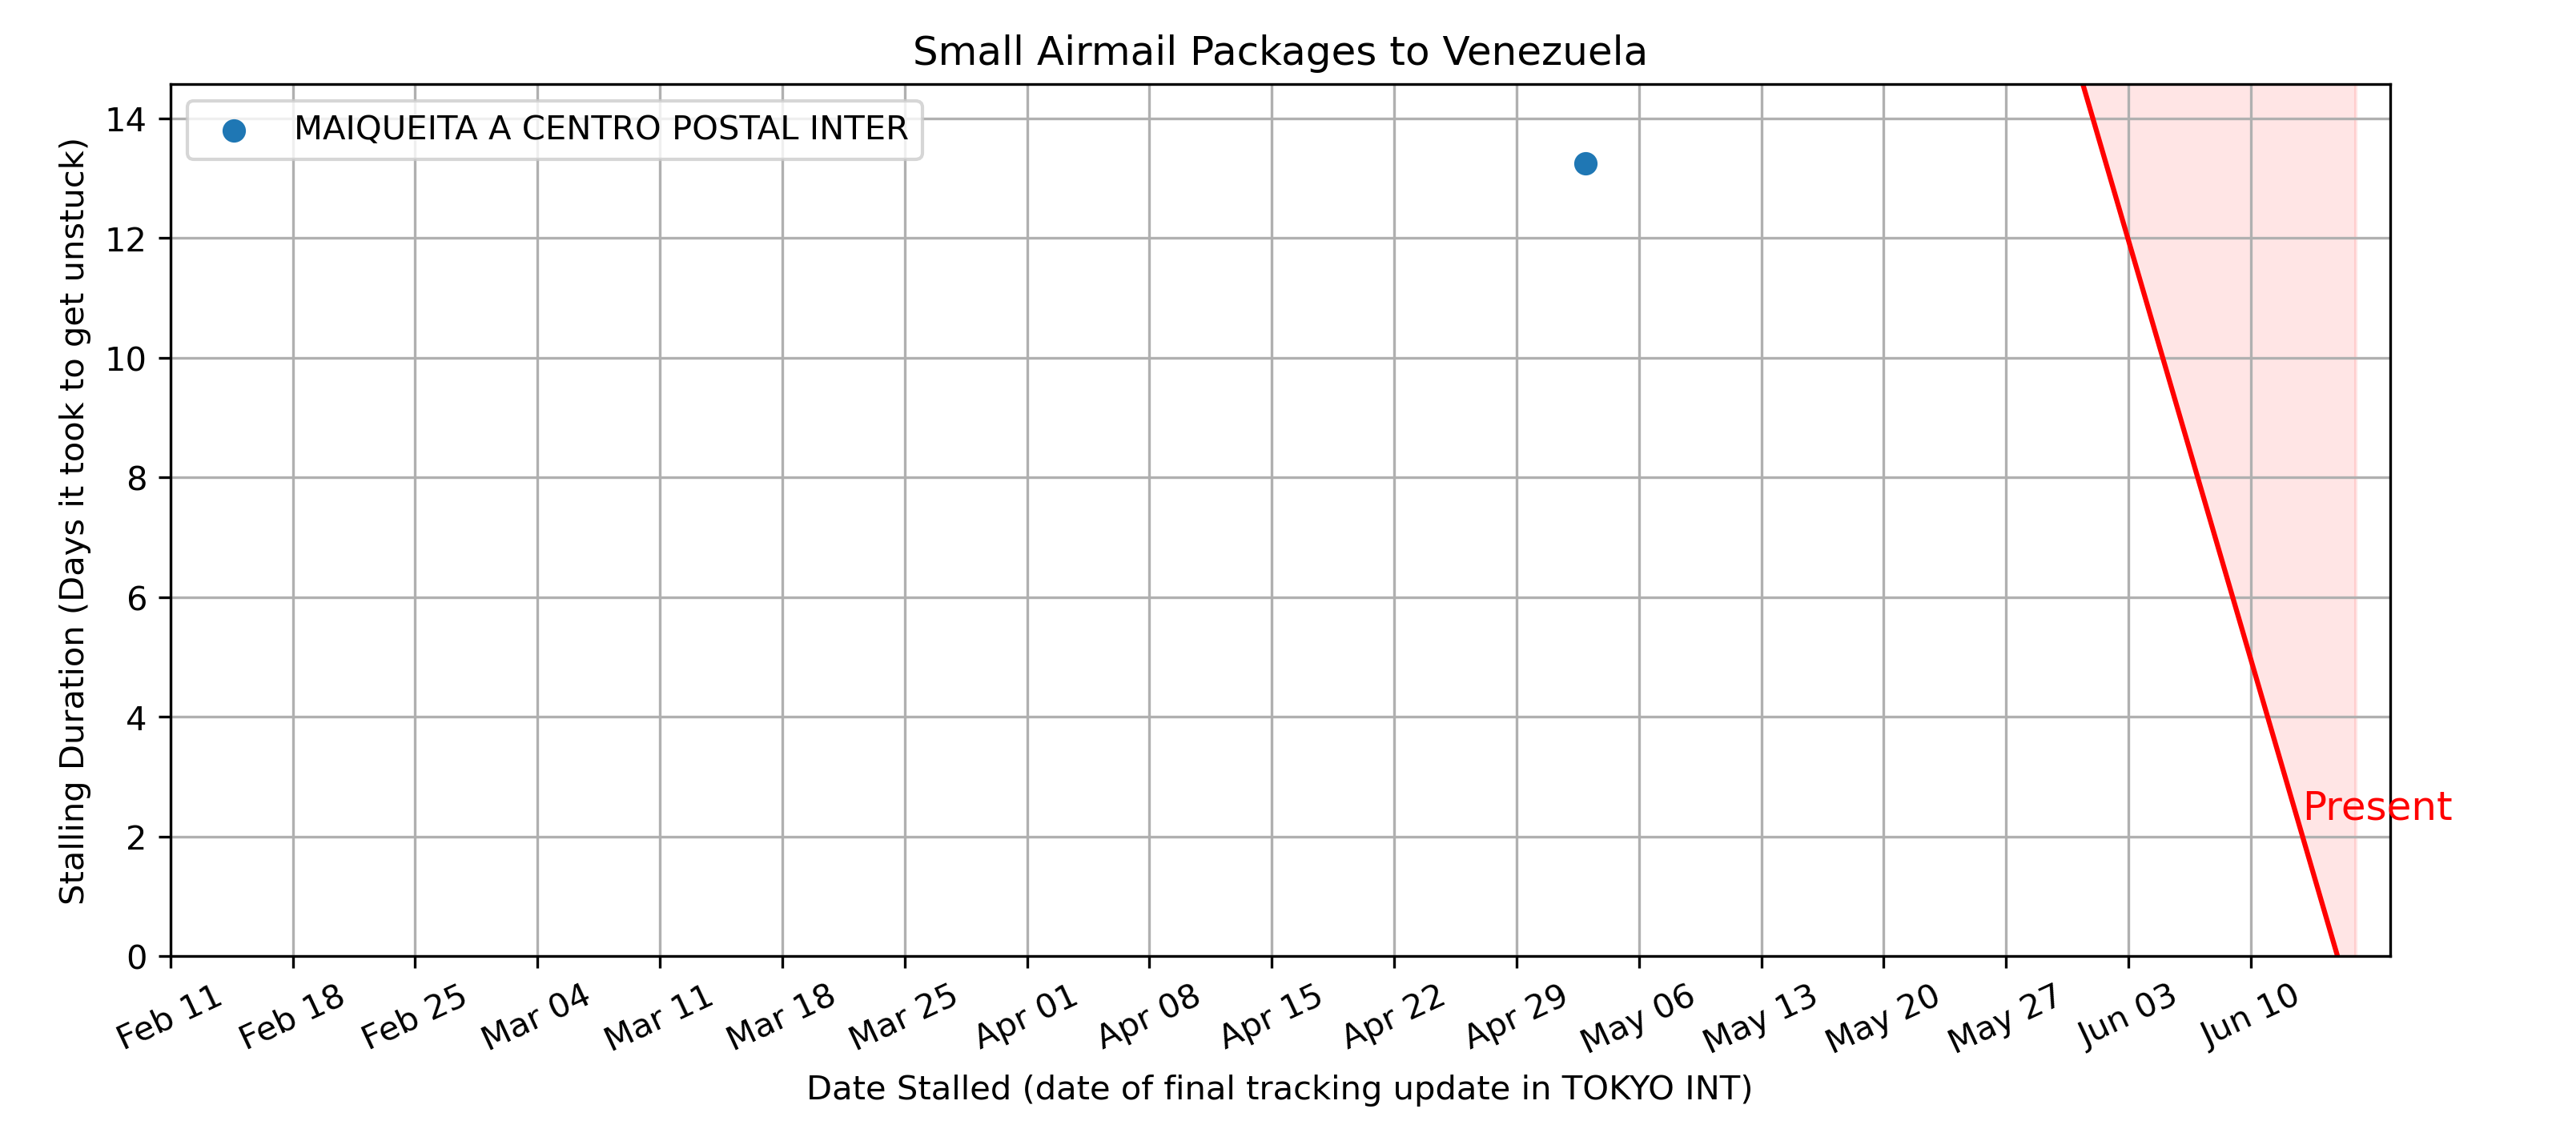 Small Airmail Packages to Venezuela
MAIQUEITA A CENTRO POSTAL INTER
Stalling Duration (Days it took to get unstuck)
14
12
10
8
6
4
2
0
Present
Feb 11
Feb 18
Feb 25
Mar 04
Mar 11
Mar 18
Mar 25
Apr 01
Apr 08
Apr 15
Apr 22
Apr 29
May 06
May 13
May 20
May 27
Jun 03
Jun 10
Date Stalled (date of final tracking update in TOKYO INT)